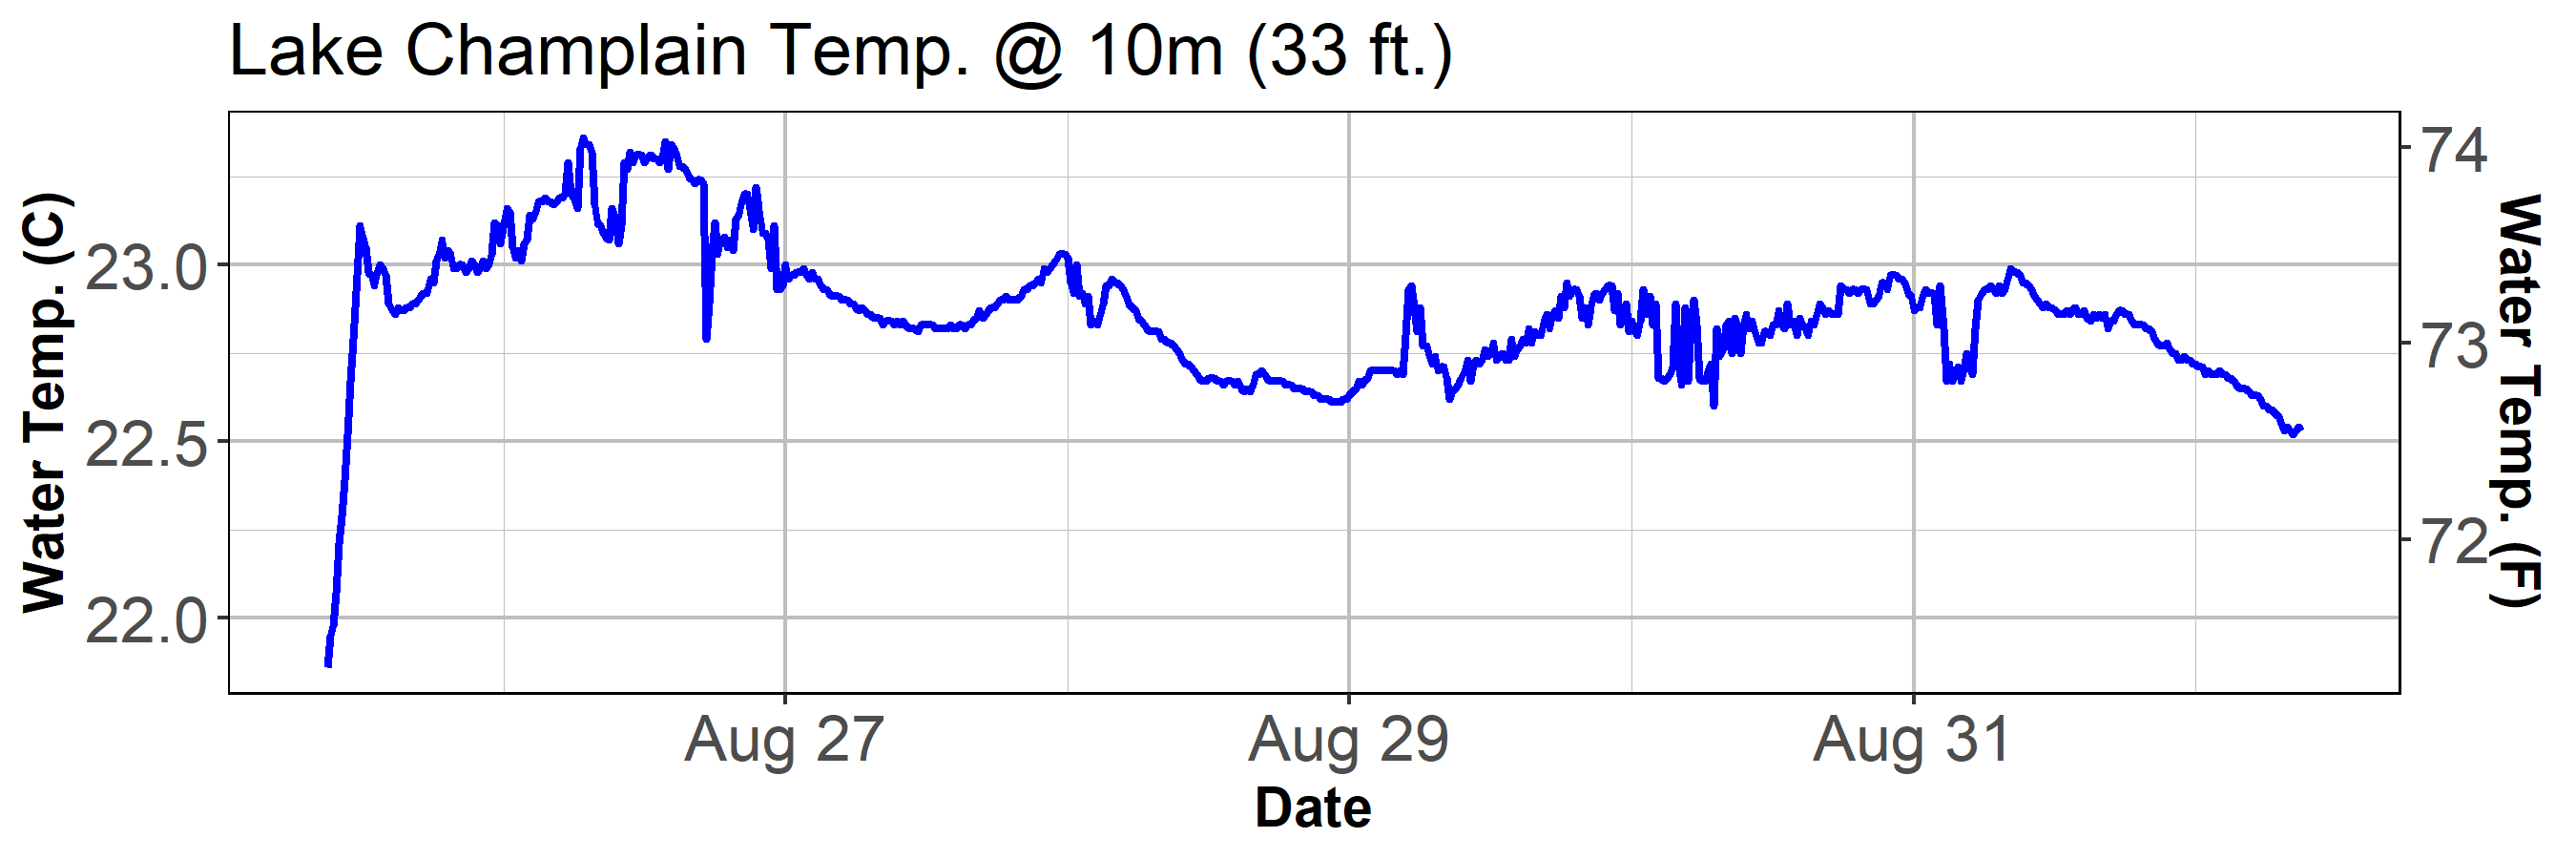 Lake Champlain Temp. @ 10m (33 ft.)
Water Temp. (C)
23.0
22.5
22.0
74
73
72
Water Temp. (F)
Aug 27
Aug 29
Aug 31
Date